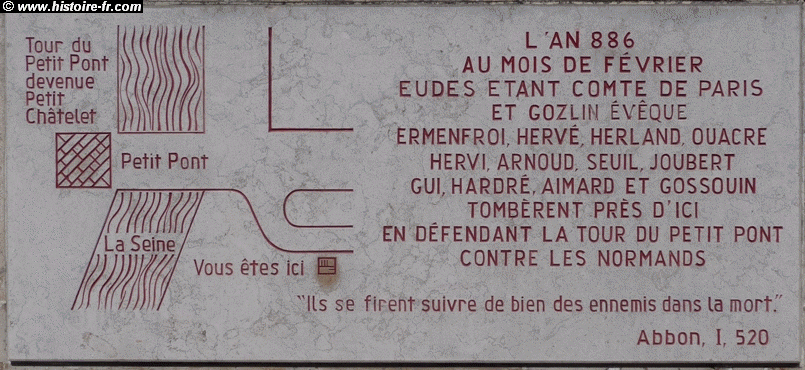 © www.histoire-fr.com
Tour du
Petit Pont
devenue
Petit
Châtelet
Petit Pont
La Seine
Vous êtes ici
L'AN 886
AU MOIS DE FÉVRIER
EUDES ETANT COMTE DE PARIS
ET GOZLIN ÉVÊQUE
ERMENFROI, HERVÉ, HERLAND, OUACRE
HERVI, ARNOUD, SEUIL, JOUBERT
GUI, HARDRÉ, AIMARD ET GOSSOUIN
TOMBÈRENT PRÈS D'ICI
EN DÉFENDANT LA TOUR DU PETIT PONT
CONTRE LES NORMANDS
"Ils se firent suivre de bien des ennemis dans la mort."
Abbon, I, 520